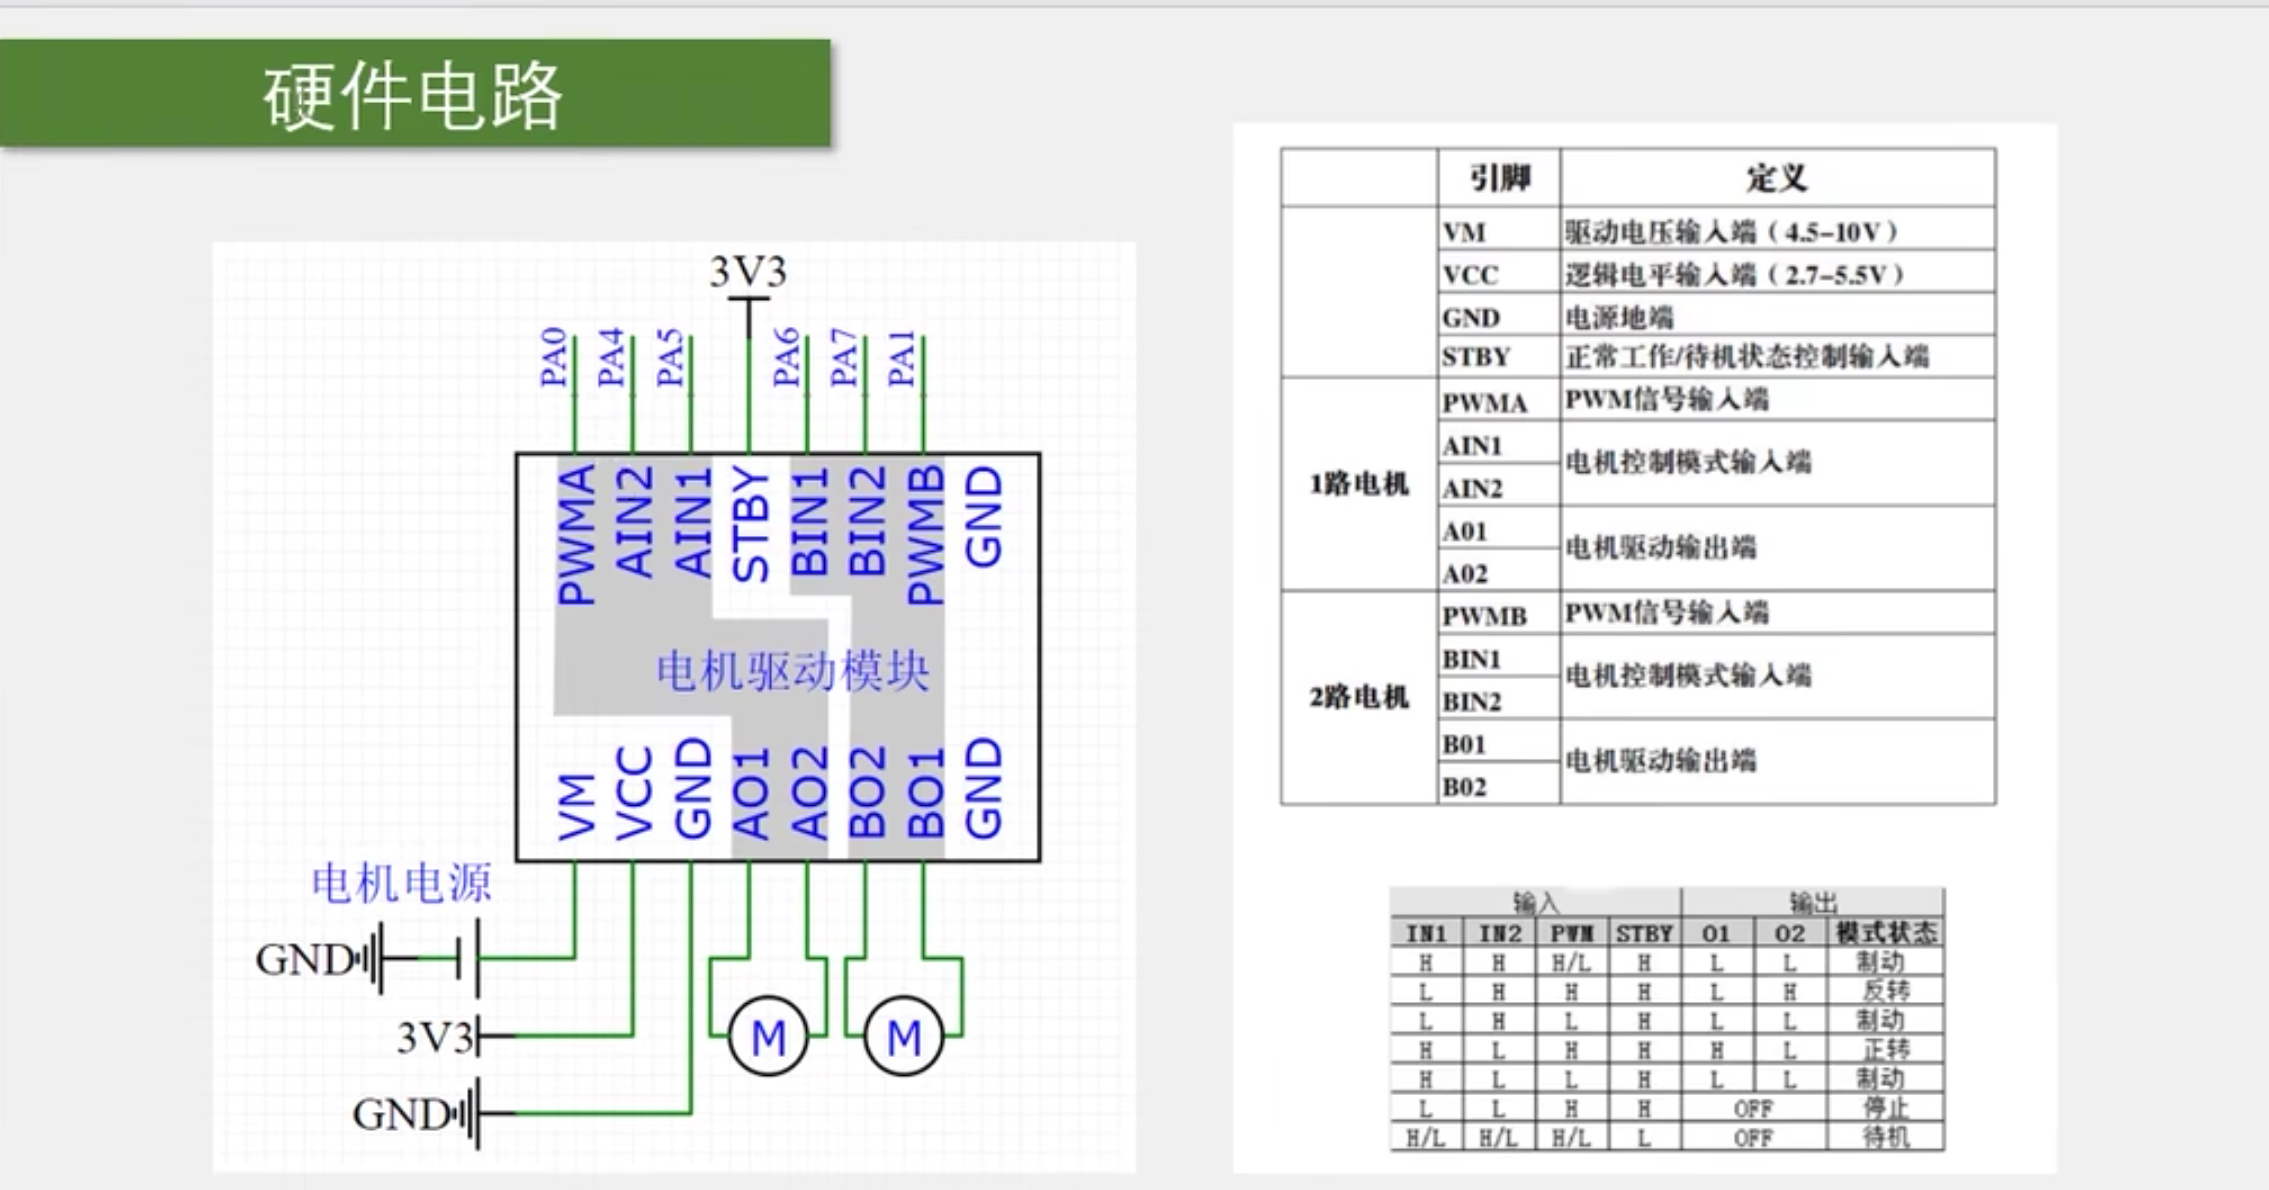 硬件电路
3V3
PA0 PA4 PA5 PA6 PA7 PA1
PWMA AIN2 AIN1 STBY BIN1 BIN2 PWMB GND
电机驱动模块
VM VCC GND AO1 AO2 BO2 BO1 GND
电机电源
GND
3V3
M M
GND
引脚 定义
VM 驱动电压输入端（4.5-10V）
VCC 逻辑电平输入端（2.7-5.5V）
GND 电源地端
STBY 正常工作/待机状态控制输入端
1路电机
PWMA PWM信号输入端
AIN1
电机控制模式输入端
AIN2
A01
电机驱动输出端
A02
2路电机
PWMB PWM信号输入端
BIN1
电机控制模式输入端
BIN2
B01
电机驱动输出端
B02
输入 输出
IN1 IN2 PWM STBY O1 O2 模式状态
H H H/L H L L 制动
L H H H L H 反转
L H L H L L 制动
H L H H H L 正转
H L L H L L 制动
L L H H OFF 停止
H/L H/L H/L L OFF 待机